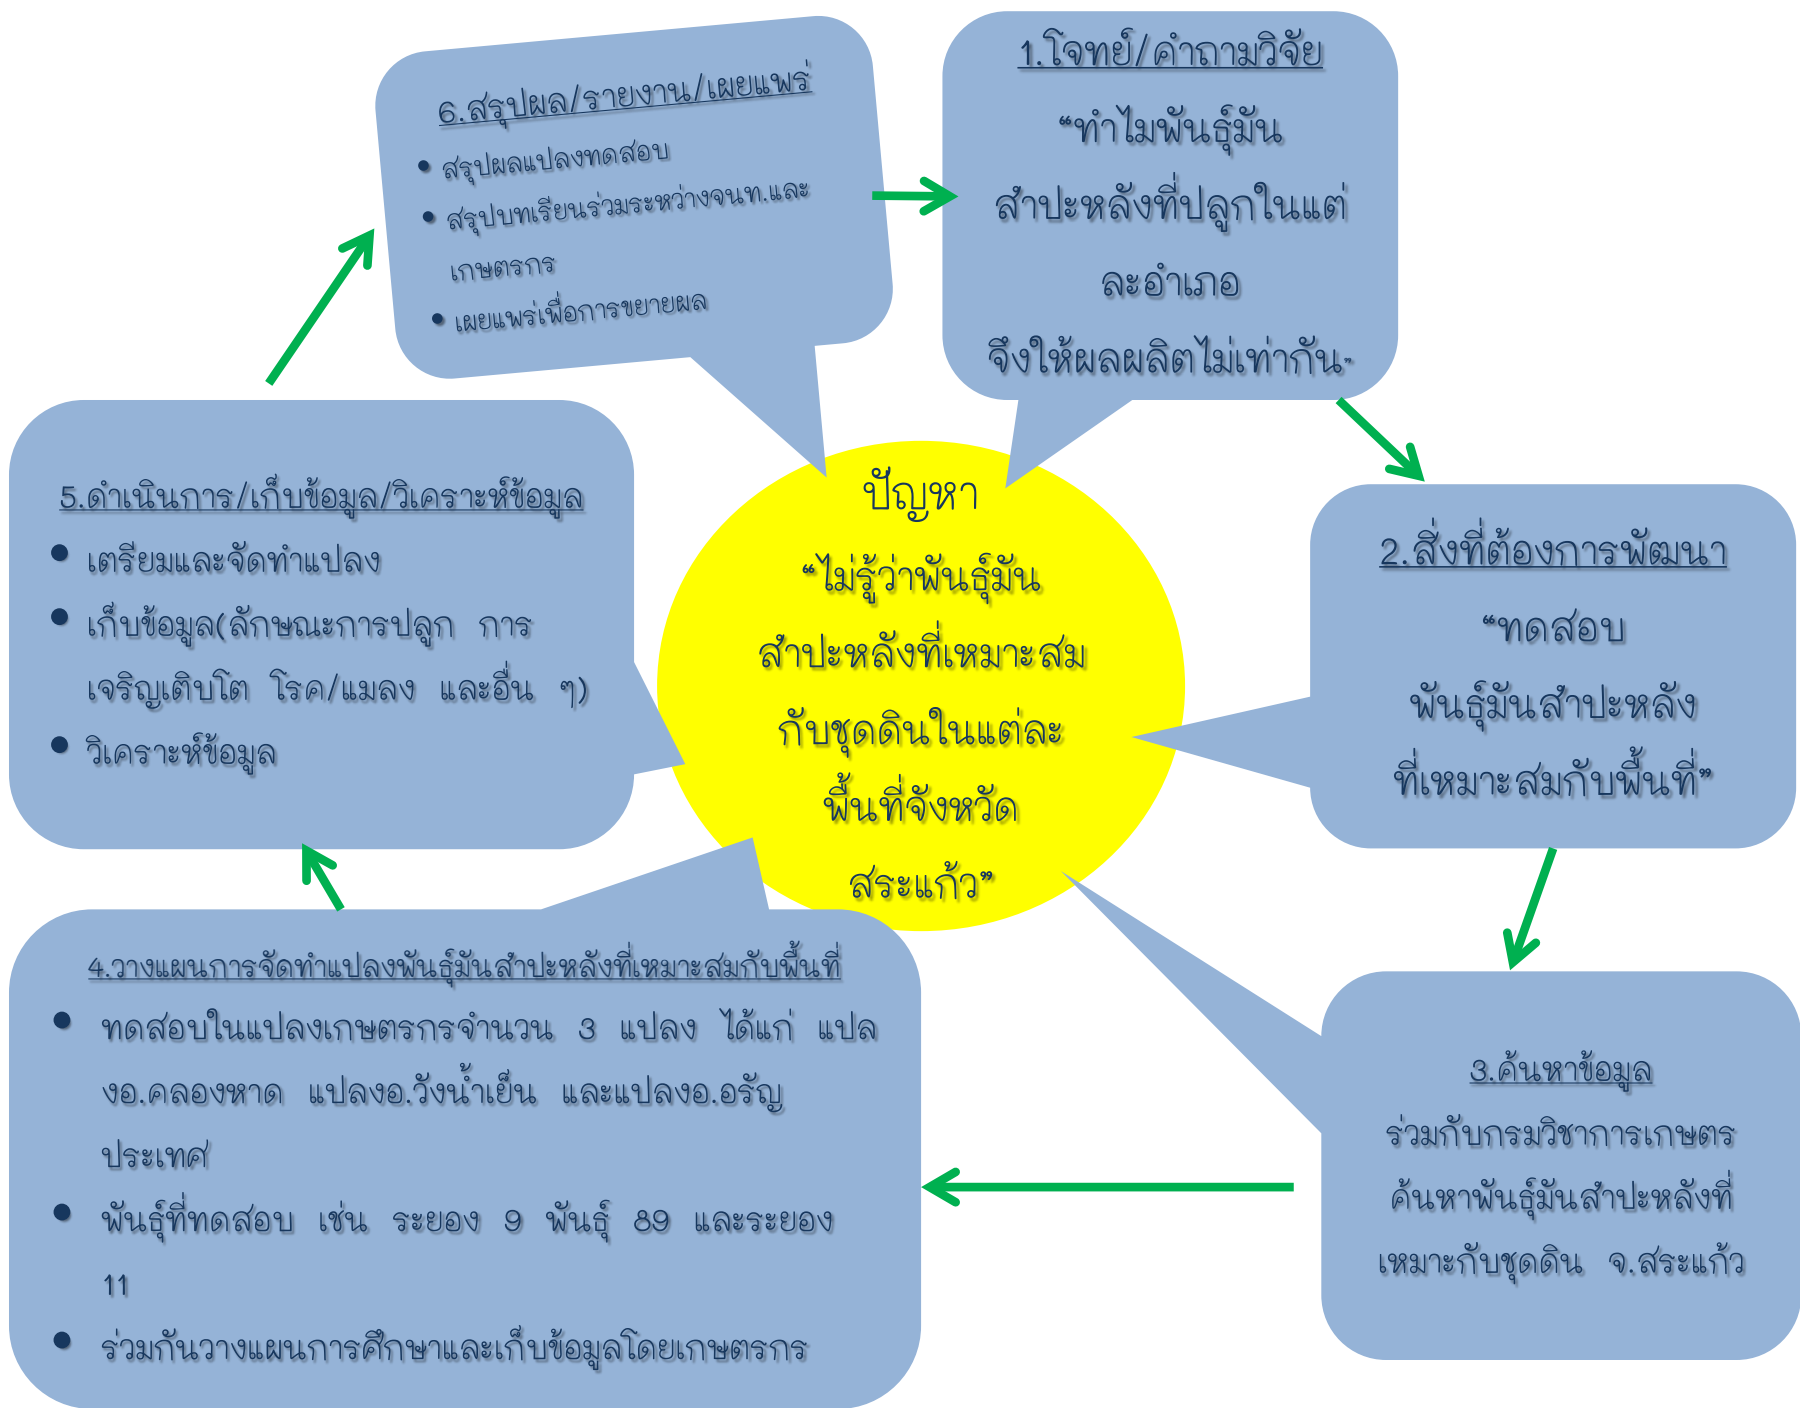 1.โจทย์/คำถามวิจัย
“ทำไมพันธุ์มัน
สำปะหลังที่ปลูกในแต่
ละอำเภอ
จึงให้ผลผลิตไม่เท่ากัน”
2.สิ่งที่ต้องการพัฒนา
“ทดสอบ
พันธุ์มันสำปะหลัง
ที่เหมาะสมกับพื้นที่”
3.ค้นหาข้อมูล
ร่วมกับกรมวิชาการเกษตร
ค้นหาพันธุ์มันสำปะหลังที่
เหมาะกับชุดดิน จ.สระแก้ว
4.วางแผนการจัดทำแปลงพันธุ์มันสำปะหลังที่เหมาะสมกับพื้นที่
• ทดสอบในแปลงเกษตรกรจำนวน 3 แปลง ได้แก่ แปล
งอ.คลองหาด แปลงอ.วังน้ำเย็น และแปลงอ.อรัญ
ประเทศ
• พันธุ์ที่ทดสอบ เช่น ระยอง 9 พันธุ์ 89 และระยอง
11
• ร่วมกันวางแผนการศึกษาและเก็บข้อมูลโดยเกษตรกร
5.ดำเนินการ/เก็บข้อมูล/วิเคราะห์ข้อมูล
• เตรียมและจัดทำแปลง
• เก็บข้อมูล(ลักษณะการปลูก การ
เจริญเติบโต โรค/แมลง และอื่น ๆ)
• วิเคราะห์ข้อมูล
6.สรุปผล/รายงาน/เผยแพร่
• สรุปผลแปลงทดสอบ
• สรุปบทเรียนร่วมระหว่างจนท.และ
เกษตรกร
• เผยแพร่เพื่อการขยายผล
ปัญหา
“ไม่รู้ว่าพันธุ์มัน
สำปะหลังที่เหมาะสม
กับชุดดินในแต่ละ
พื้นที่จังหวัด
สระแก้ว”